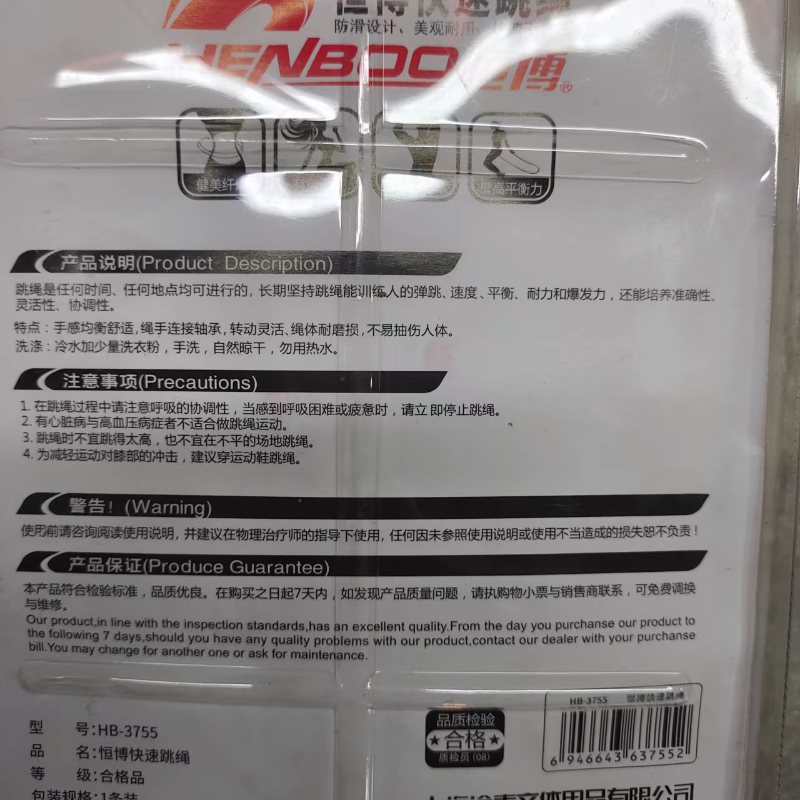 恒博快速跳绳
防滑设计、美观耐用、
HENBOO 恒博®
健美纤
提高平衡力
产品说明(Product Description)
跳绳是任何时间、任何地点均可进行的，长期坚持跳绳能训练人的弹跳、速度、平衡、耐力和爆发力，还能培养准确性、
灵活性、协调性。
特点：手感均衡舒适,绳手连接轴承，转动灵活、绳体耐磨损，不易抽伤人体。
洗涤：冷水加少量洗衣粉，手洗，自然晾干，勿用热水。
注意事项(Precautions)
1. 在跳绳过程中请注意呼吸的协调性，当感到呼吸困难或疲惫时，请立即停止跳绳。
2. 有心脏病与高血压病症者不适合做跳绳运动。
3. 跳绳时不宜跳得太高，也不宜在不平的场地跳绳。
4. 为减轻运动对膝部的冲击，建议穿运动鞋跳绳。
警告! (Warning)
使用前请咨询阅读使用说明，并建议在物理治疗师的指导下使用，任何因未参照使用说明或使用不当造成的损失恕不负责！
产品保证(Produce Guarantee)
本产品符合检验标准，品质优良。在购买之日起7天内，如发现产品质量问题，请执购物小票与销售商联系，可免费调换
与维修。
Our product,in line with the inspection standards,has an excellent quality.From the day you purchanse our product to
the following 7 days,should you have any quality problems with our product,contact our dealer with your purchanse
bill.You may change for another one or ask for maintenance.
型 号:HB-3755
品 名:恒博快速跳绳
等 级:合格品
包装规格:1条装
品质检验
合格
质检员(08)
HB-3755 恒博快速跳绳
6 946643 637552
文体用品有限公司